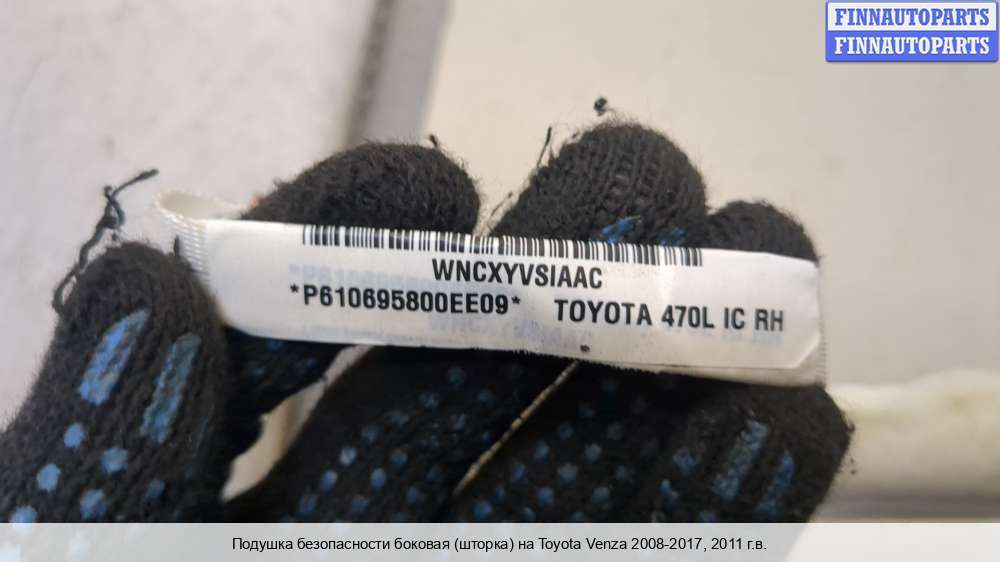 FINNAUTOPARTS
FINNAUTOPARTS
WNCXYVSIAAC
*P610695800EE09* TOYOTA 470L IC RH
Подушка безопасности боковая (шторка) на Toyota Venza 2008-2017, 2011 г.в.